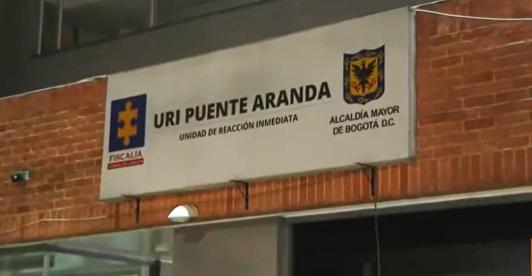 URI PUENTE ARANDA
UNIDAD DE REACCIÓN INMEDIATA
FISCALÍA
ALCALDÍA MAYOR
DE BOGOTÁ D.C.